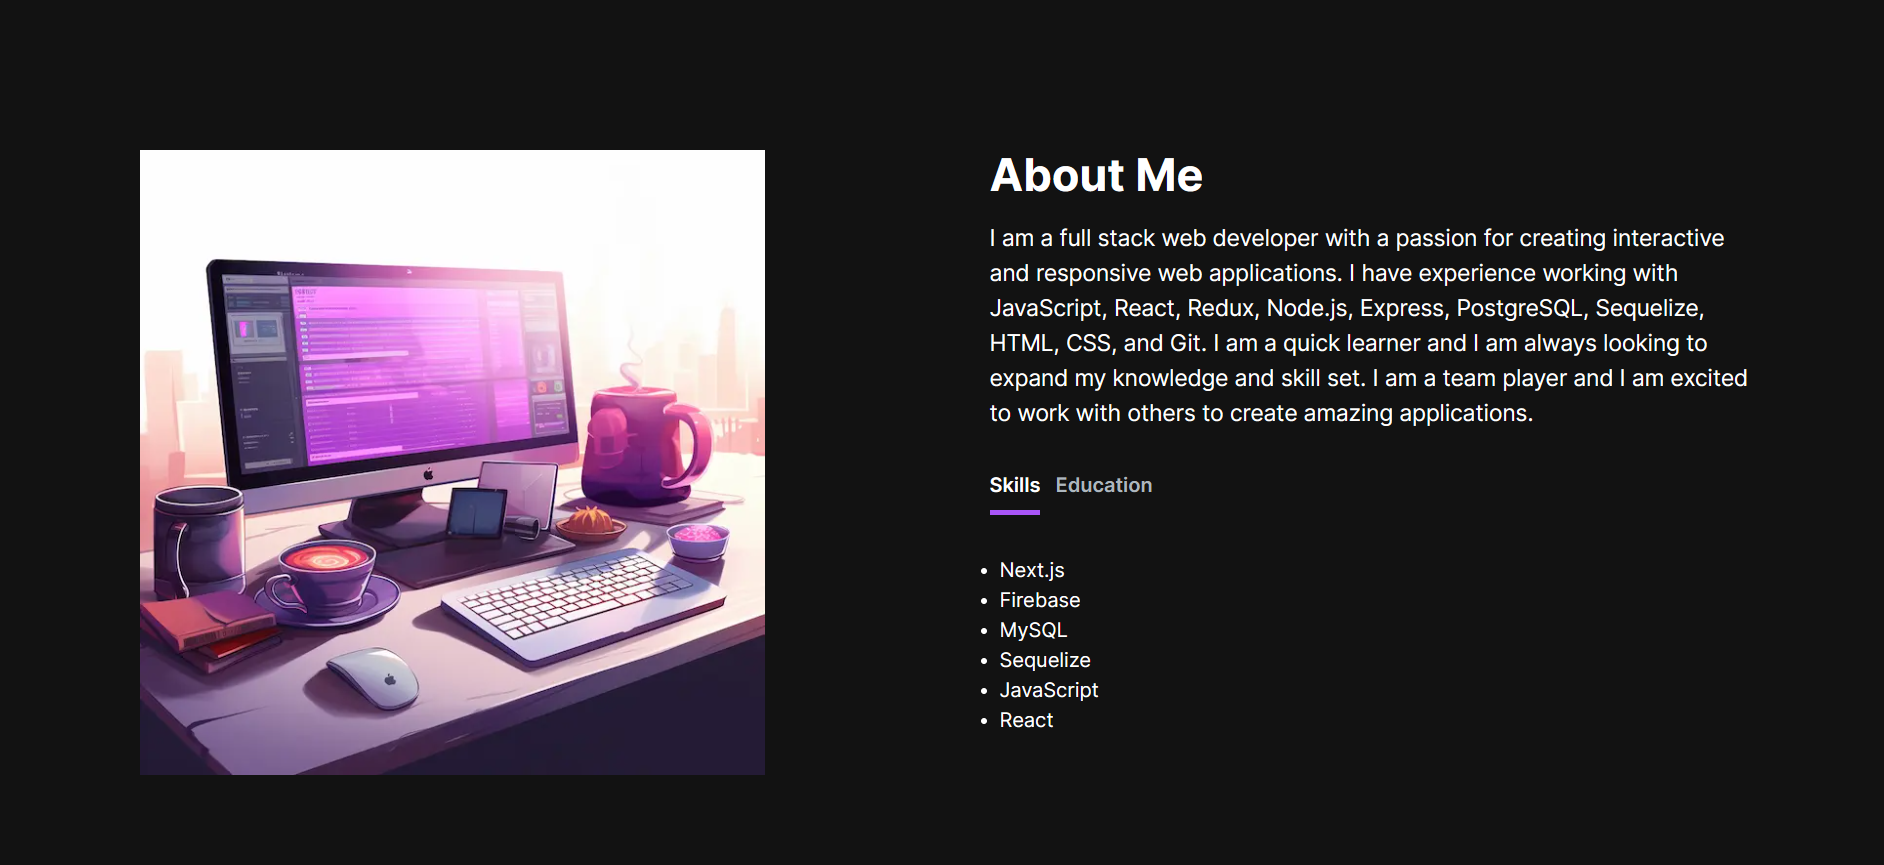 About Me
I am a full stack web developer with a passion for creating interactive
and responsive web applications. I have experience working with
JavaScript, React, Redux, Node.js, Express, PostgreSQL, Sequelize,
HTML, CSS, and Git. I am a quick learner and I am always looking to
expand my knowledge and skill set. I am a team player and I am excited
to work with others to create amazing applications.
Skills Education
• Next.js
• Firebase
• MySQL
• Sequelize
• JavaScript
• React